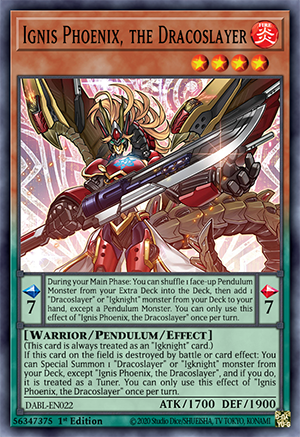 IGNIS PHOENIX, THE DRACOSLAYER
FIRE
炎
During your Main Phase: You can shuffle 1 face-up Pendulum
Monster from your Extra Deck into the Deck, then add 1
"Dracoslayer" or "Igknight" monster from your Deck to your
hand, except a Pendulum Monster. You can only use this
effect of "Ignis Phoenix, the Dracoslayer" once per turn.
7
7
[WARRIOR/PENDULUM/EFFECT]
(This card is always treated as an "Igknight" card.)
If this card on the field is destroyed by battle or card effect: You
can Special Summon 1 "Dracoslayer" or "Igknight" monster
from your Deck, except "Ignis Phoenix, the Dracoslayer", and if you
do, it is treated as a Tuner. You can only use this effect of "Ignis
Phoenix, the Dracoslayer" once per turn.
DABL-EN022
ATK/1700 DEF/1900
56347375
1st Edition
©2020 Studio Dice/SHUEISHA, TV TOKYO, KONAMI